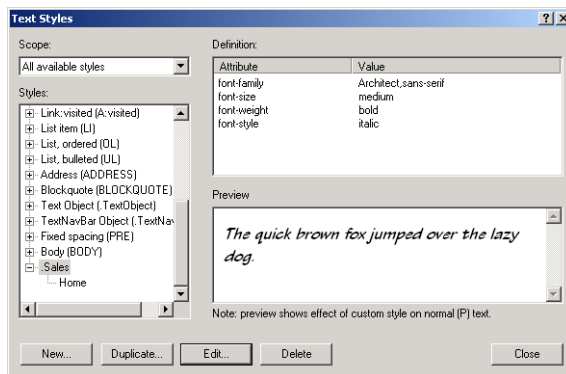 Text Styles
Scope:
All available styles
Styles:
Link:visited (A:visited)
List item (LI)
List, ordered (OL)
List, bulleted (UL)
Address (ADDRESS)
Blockquote (BLOCKQUOTE)
Text Object (.TextObject)
TextNavBar Object (.TextNav
Fixed spacing (PRE)
Body (BODY)
.Sales
Home
Definition:
Attribute Value
font-family Architect,sans-serif
font-size medium
font-weight bold
font-style italic
Preview
The quick brown fox jumped over the lazy
dog.
Note: preview shows effect of custom style on normal (P) text.
New... Duplicate... Edit... Delete Close